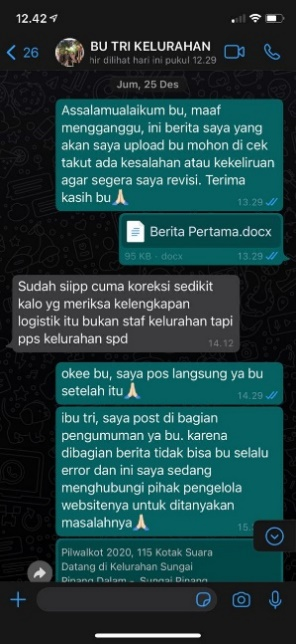 12.42
26
BU TRI KELURAHAN
hir dilihat hari ini pukul 12.29
Jum, 25 Des
Assalamualaikum bu, maaf
mengganggu, ini berita saya yang
akan saya upload bu mohon di cek
takut ada kesalahan atau kekeliruan
agar segera saya revisi. Terima
kasih bu🙏
13.29
Berita Pertama.docx
95 KB · docx
13.29
Sudah siipp cuma koreksi sedikit
kalo yg meriksa kelengkapan
logistik itu bukan staf kelurahan tapi
pps kelurahan spd
14.12
okee bu, saya pos langsung ya bu
setelah itu🙏
14.29
ibu tri, saya post di bagian
pengumuman ya bu. karena
dibagian berita tidak bisa bu selalu
error dan ini saya sedang
menghubungi pihak pengelola
websitenya untuk ditanyakan
masalahnya🙏
15.
Pilwalkot 2020, 115 Kotak Suara
Datang di Kelurahan Sungai
Pinang Dalam - Sungai Pinang